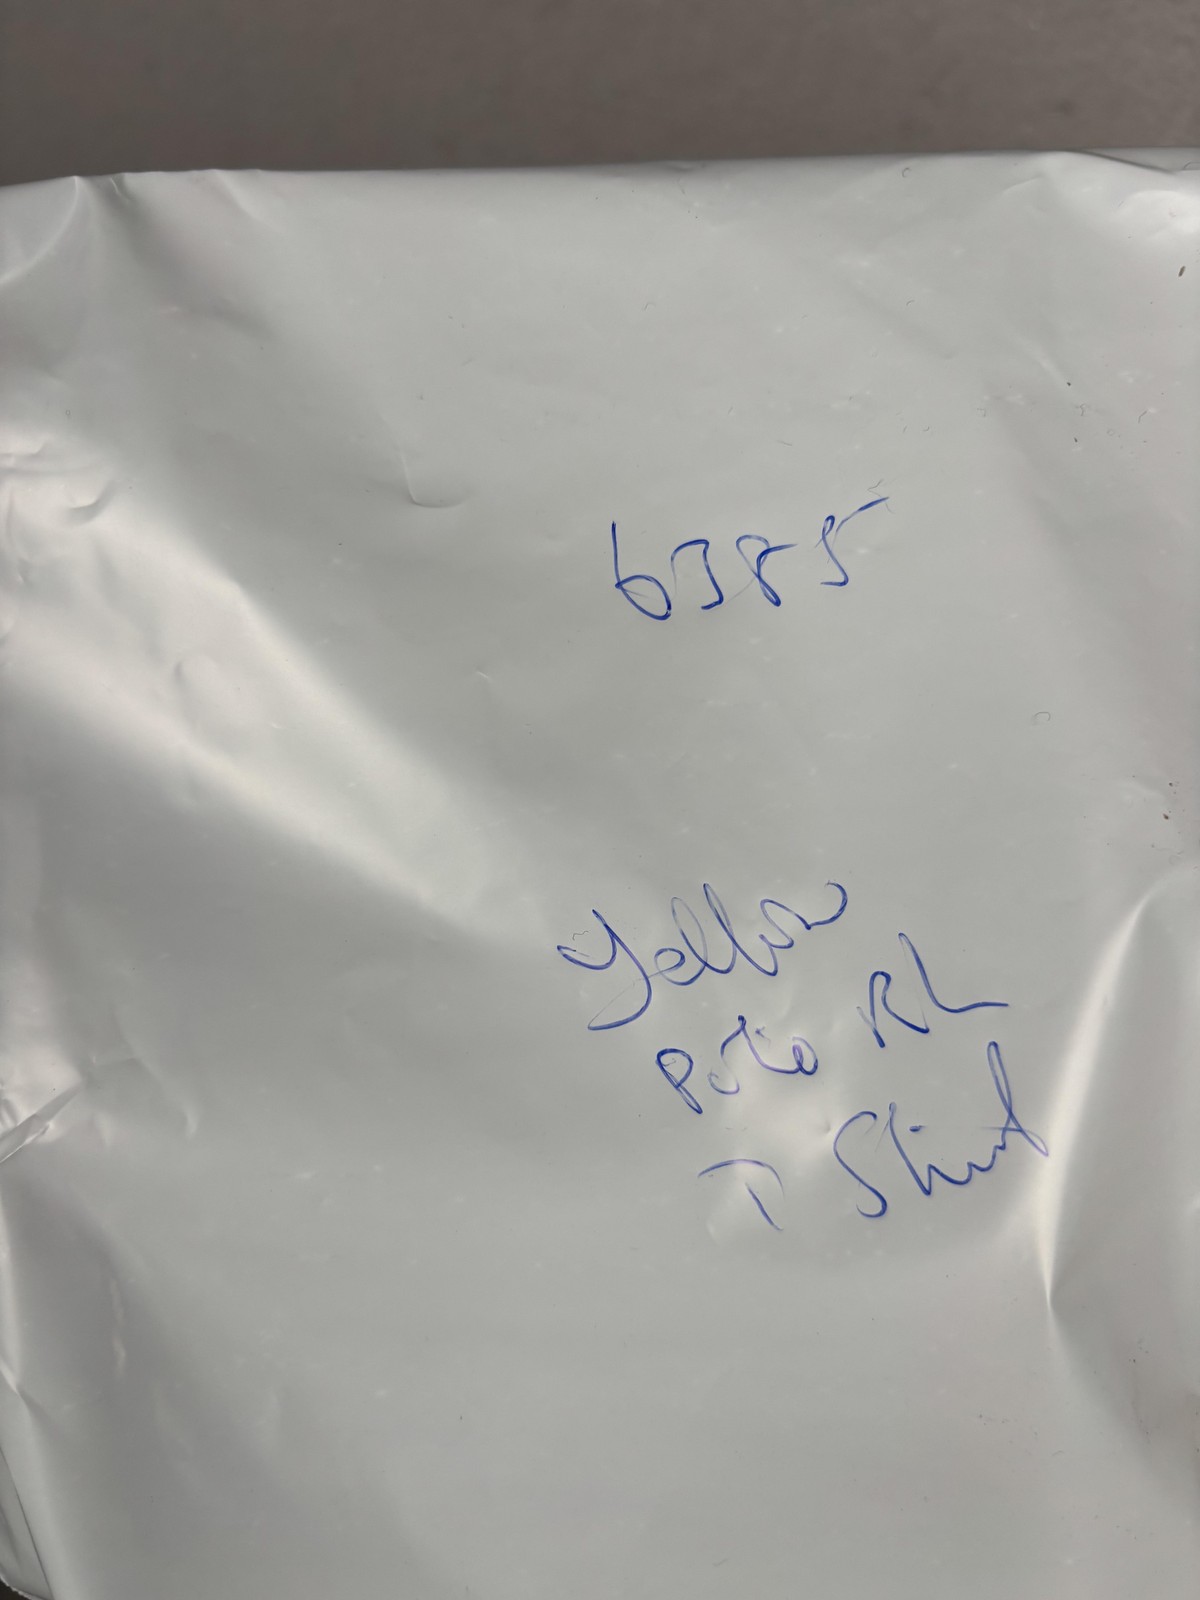 6385
Yellow
Polo RL
T Shirt